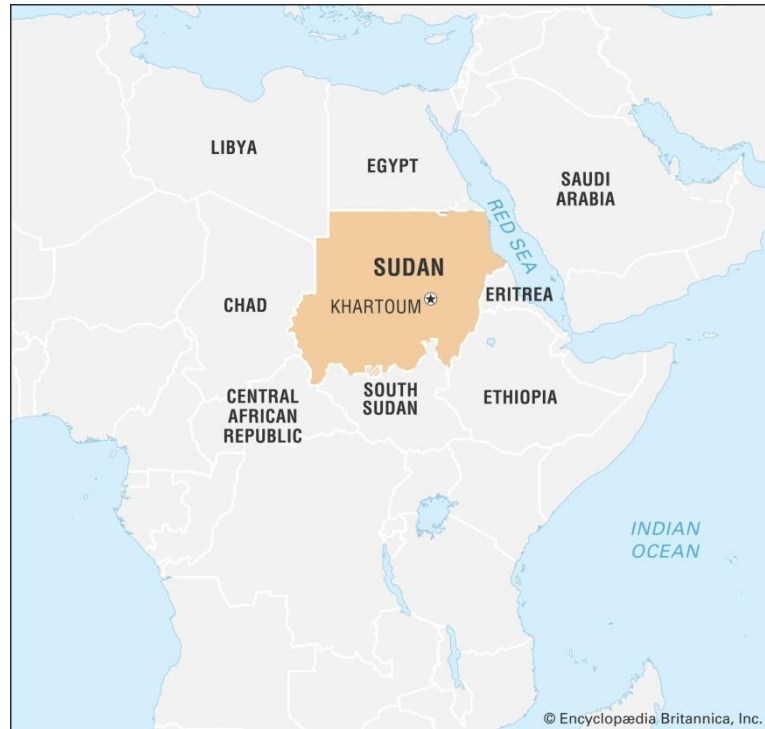 LIBYA
EGYPT
SAUDI
ARABIA
RED SEA
SUDAN
KHARTOUM
ERITREA
CHAD
CENTRAL
AFRICAN
REPUBLIC
SOUTH
SUDAN
ETHIOPIA
INDIAN
OCEAN
© Encyclopædia Britannica, Inc.